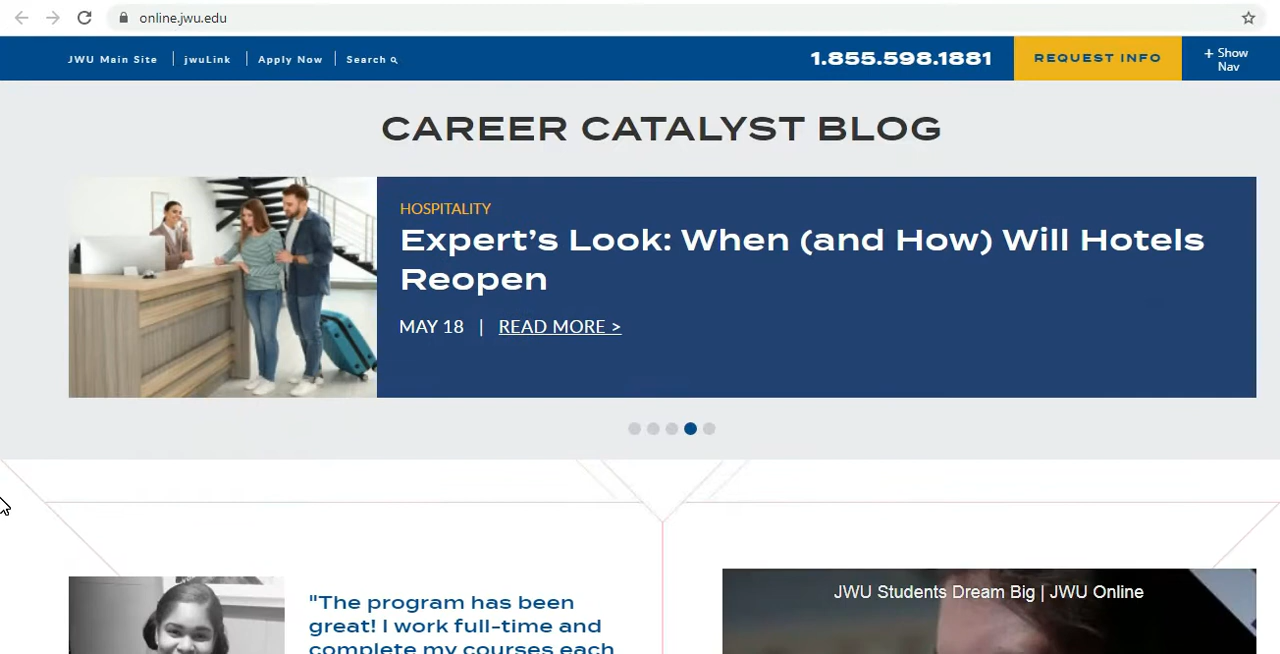 online.jwu.edu
JWU Main Site
jwuLink
Apply Now
Search
1.855.598.1881
REQUEST INFO
+ Show
Nav
CAREER CATALYST BLOG
HOSPITALITY
Expert’s Look: When (and How) Will Hotels
Reopen
MAY 18 | READ MORE >
"The program has been
great! I work full-time and
complete my courses each
JWU Students Dream Big | JWU Online